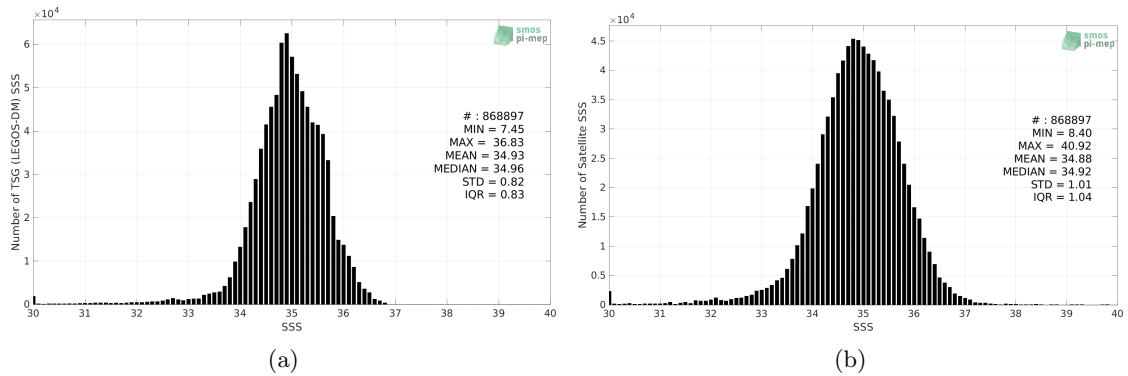 ×10⁴
Number of TSG (LEGOS-DM) SSS
6
5
4
3
2
1
0
30 31 32 33 34 35 36 37 38 39 40
SSS
smos
pi-mep
# : 868897
MIN = 7.45
MAX = 36.83
MEAN = 34.93
MEDIAN = 34.96
STD = 0.82
IQR = 0.83
(a)
×10⁴
Number of Satellite SSS
4.5
4
3.5
3
2.5
2
1.5
1
0.5
0
30 31 32 33 34 35 36 37 38 39 40
SSS
smos
pi-mep
# : 868897
MIN = 8.40
MAX = 40.92
MEAN = 34.88
MEDIAN = 34.92
STD = 1.01
IQR = 1.04
(b)